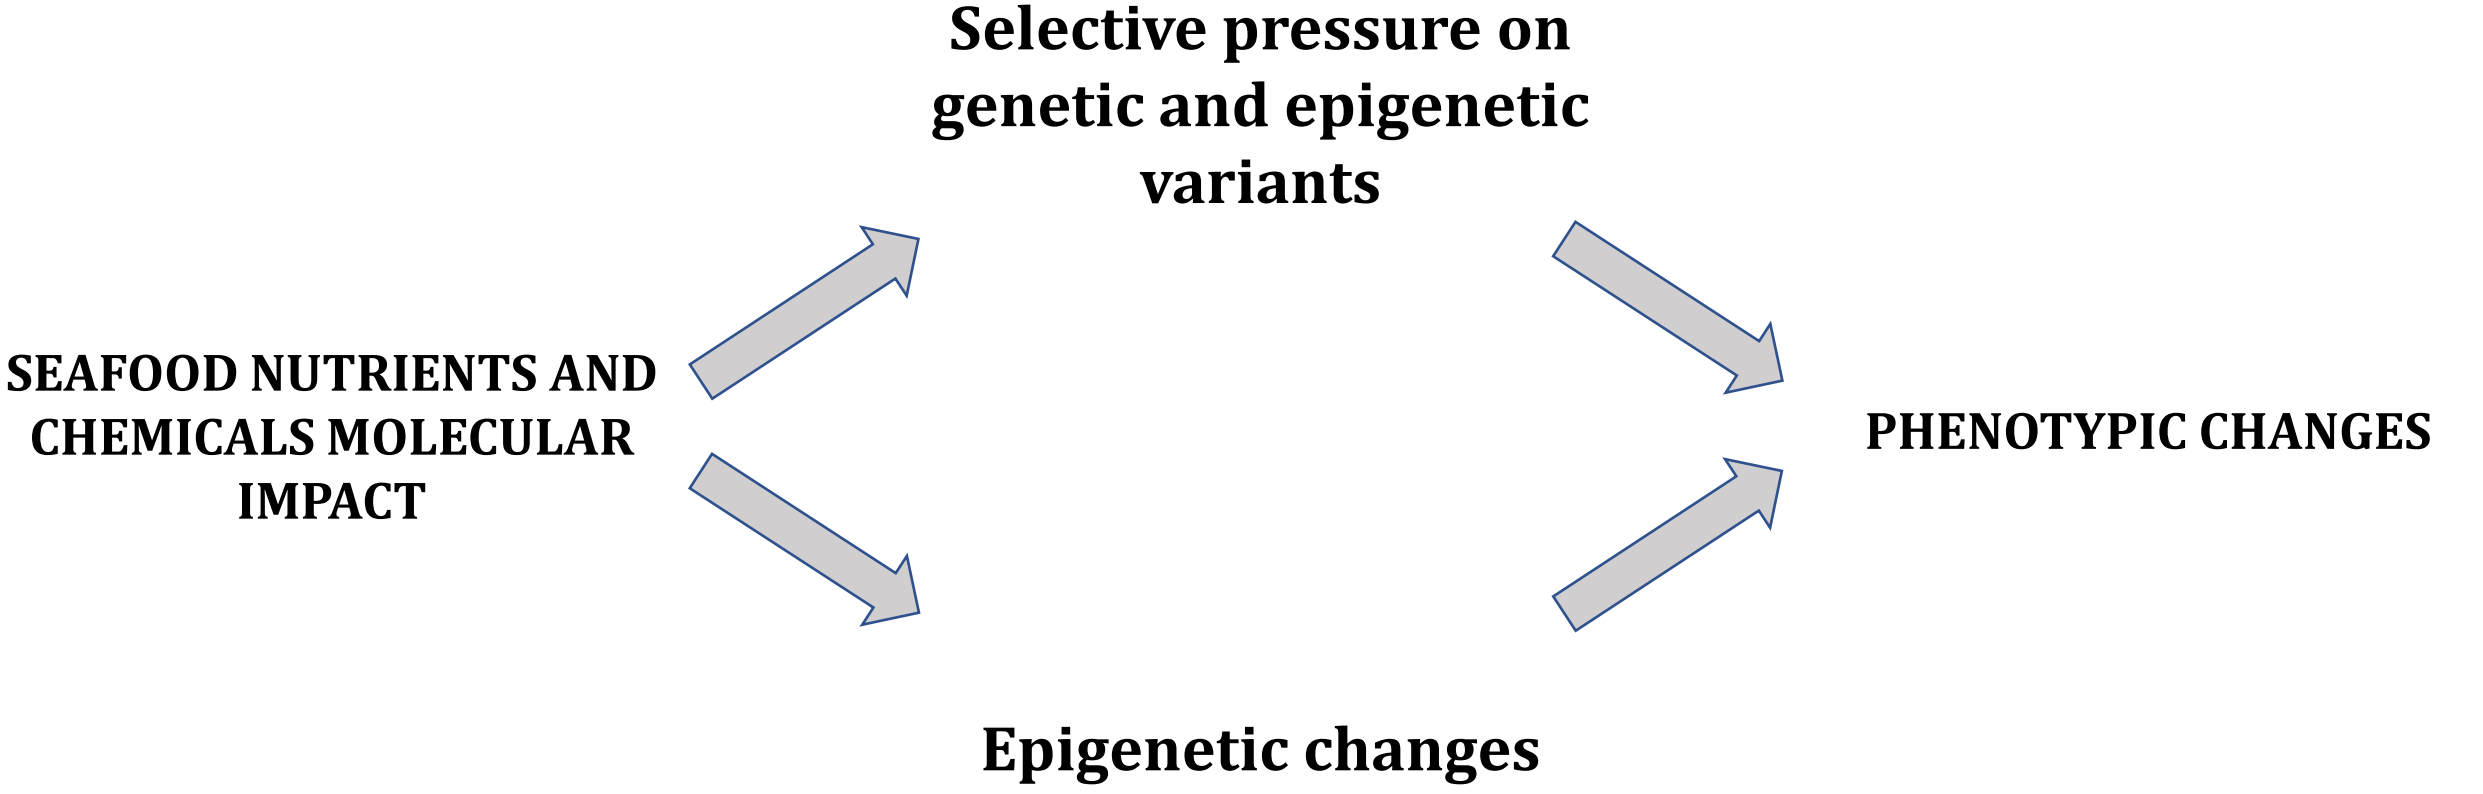 Selective pressure on
genetic and epigenetic
variants
SEAFOOD NUTRIENTS AND
CHEMICALS MOLECULAR
IMPACT
PHENOTYPIC CHANGES
Epigenetic changes